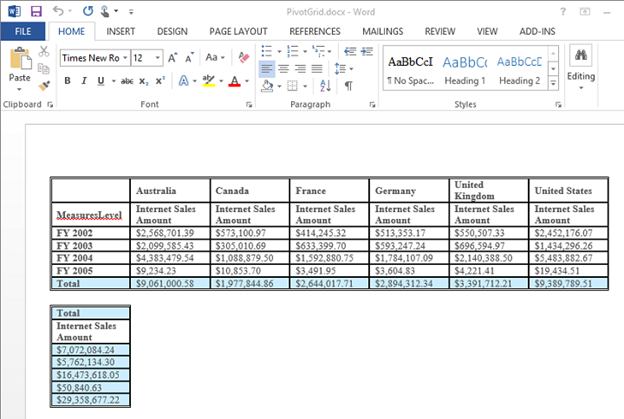 PivotGrid.docx - Word
FILE HOME INSERT DESIGN PAGE LAYOUT REFERENCES MAILINGS REVIEW VIEW ADD-INS
Times New Ro 12 A A Aa
Paste
B I U abc X₂ X² A ab A
AaBbCcI AaBbCc AaBbCcE
¶ No Spac... Heading 1 Heading 2
Editing
Clipboard Font Paragraph Styles
Australia Canada France Germany United Kingdom United States
MeasuresLevel Internet Sales Amount Internet Sales Amount Internet Sales Amount Internet Sales Amount Internet Sales Amount Internet Sales Amount
FY 2002 $2,568,701.39 $573,100.97 $414,245.32 $513,353.17 $550,507.33 $2,452,176.07
FY 2003 $2,099,585.43 $305,010.69 $633,399.70 $593,247.24 $696,594.97 $1,434,296.26
FY 2004 $4,383,479.54 $1,088,879.50 $1,592,880.75 $1,784,107.09 $2,140,388.50 $5,483,882.67
FY 2005 $9,234.23 $10,853.70 $3,491.95 $3,604.83 $4,221.41 $19,434.51
Total $9,061,000.58 $1,977,844.86 $2,644,017.71 $2,894,312.34 $3,391,712.21 $9,389,789.51
Total
Internet Sales
Amount
$7,072,084.24
$5,762,134.30
$16,473,618.05
$50,840.63
$29,358,677.22